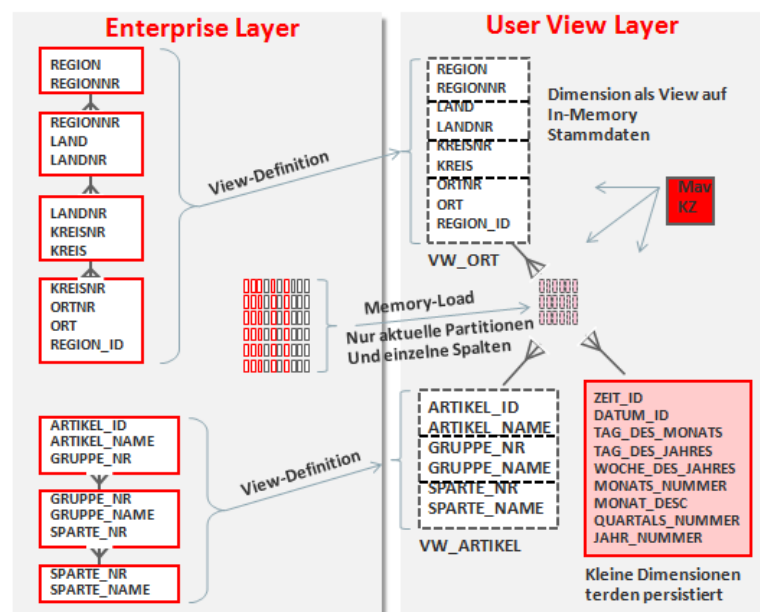 Enterprise Layer
REGION
REGIONNR
REGIONNR
LAND
LANDNR
LANDNR
KREISNR
KREIS
KREISNR
ORTNR
ORT
REGION_ID
View-Definition
Memory-Load
Nur aktuelle Partitionen
Und einzelne Spalten
ARTIKEL_ID
ARTIKEL_NAME
GRUPPE_NR
GRUPPE_NR
GRUPPE_NAME
SPARTE_NR
SPARTE_NR
SPARTE_NAME
View-Definition
User View Layer
REGION
REGIONNR
LAND
LANDNR
KREISNR
KREIS
ORTNR
ORT
REGION_ID
VW_ORT
Dimension als View auf
In-Memory
Stammdaten
Mav
KZ
ARTIKEL_ID
ARTIKEL_NAME
GRUPPE_NR
GRUPPE_NAME
SPARTE_NR
SPARTE_NAME
VW_ARTIKEL
ZEIT_ID
DATUM_ID
TAG_DES_MONATS
TAG_DES_JAHRES
WOCHE_DES_JAHRES
MONATS_NUMMER
MONAT_DESC
QUARTALS_NUMMER
JAHR_NUMMER
Kleine Dimensionen
terden persistiert